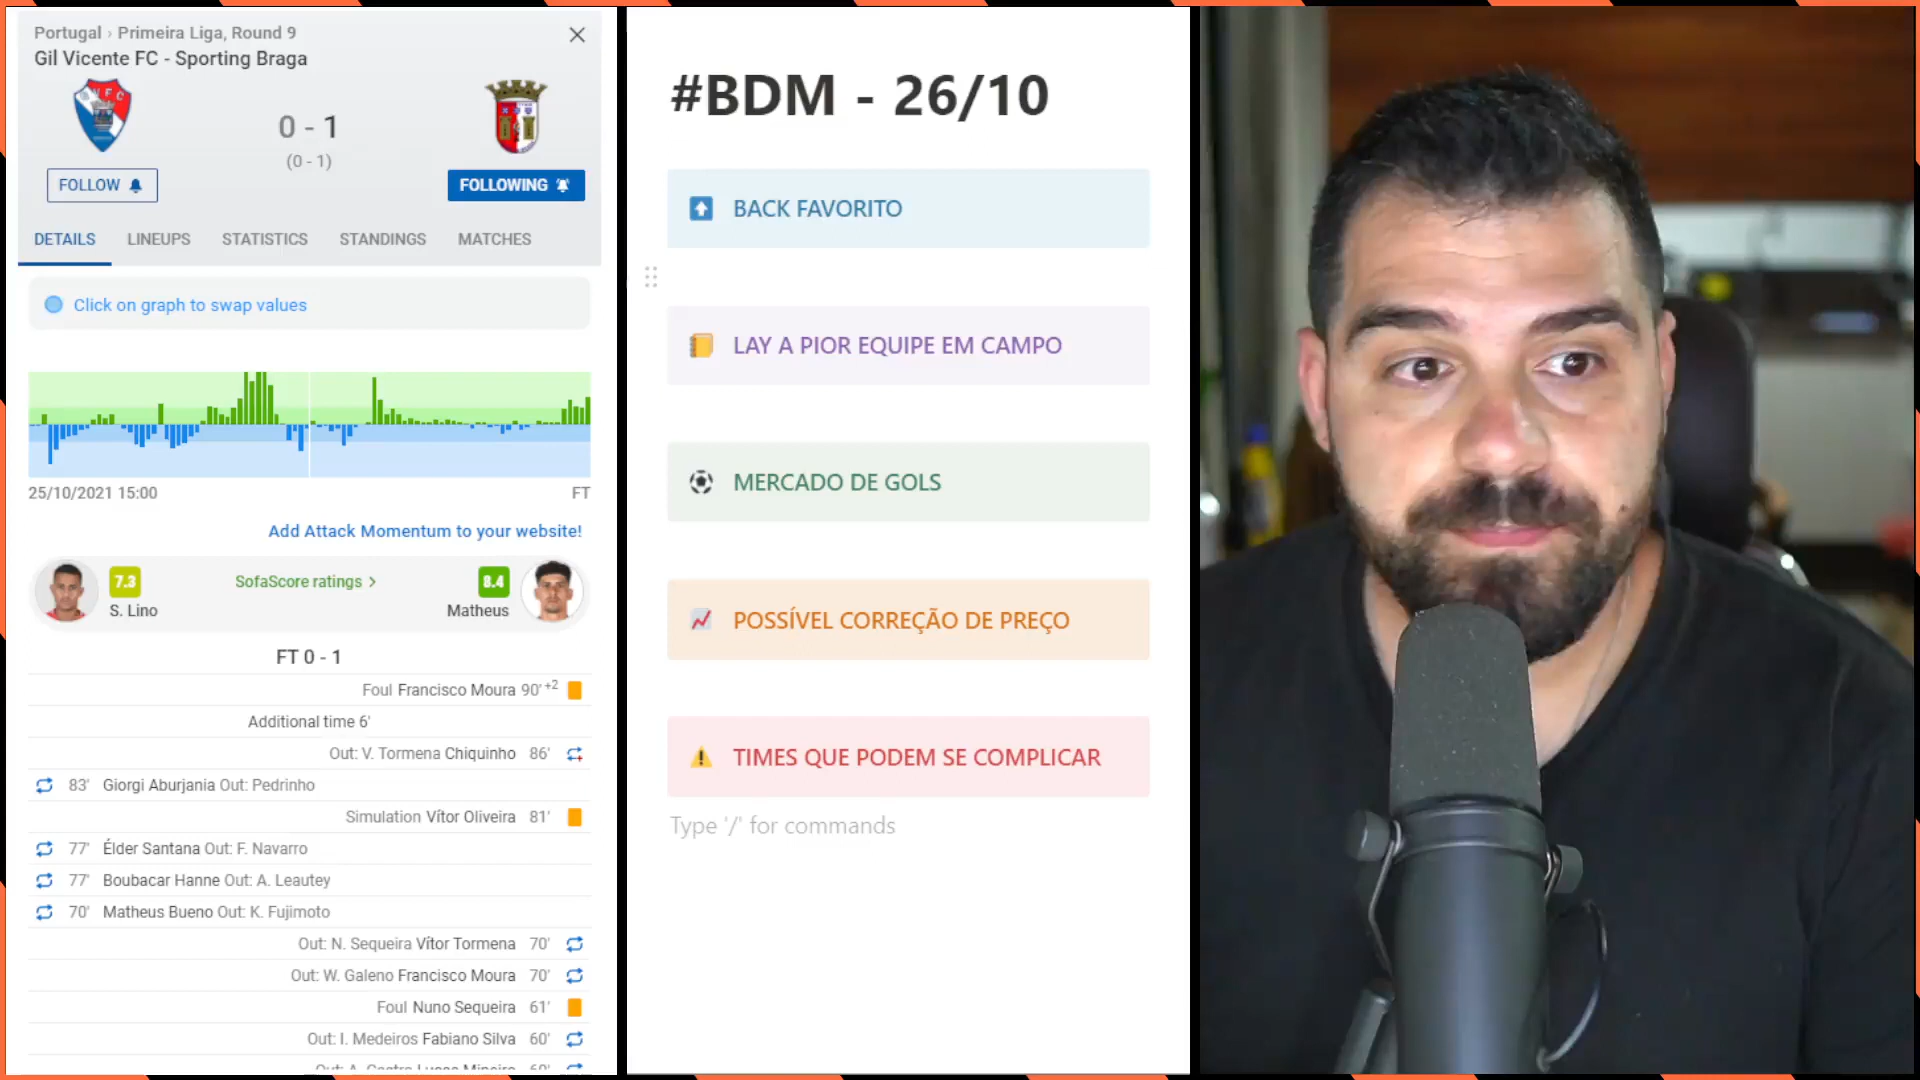 Portugal › Primeira Liga, Round 9
Gil Vicente FC - Sporting Braga
0 - 1
(0 - 1)
FOLLOW
FOLLOWING
DETAILS LINEUPS STATISTICS STANDINGS MATCHES
Click on graph to swap values
25/10/2021 15:00 FT
Add Attack Momentum to your website!
7.3 SofaScore ratings > 8.4
S. Lino Matheus
FT 0 - 1
Foul Francisco Moura 90'+2
Additional time 6'
Out: V. Tormena Chiquinho 86'
83' Giorgi Aburjania Out: Pedrinho
Simulation Vítor Oliveira 81'
77' Élder Santana Out: F. Navarro
77' Boubacar Hanne Out: A. Leautey
70' Matheus Bueno Out: K. Fujimoto
Out: N. Sequeira Vítor Tormena 70'
Out: W. Galeno Francisco Moura 70'
Foul Nuno Sequeira 61'
Out: I. Medeiros Fabiano Silva 60'
#BDM - 26/10
BACK FAVORITO
LAY A PIOR EQUIPE EM CAMPO
MERCADO DE GOLS
POSSÍVEL CORREÇÃO DE PREÇO
TIMES QUE PODEM SE COMPLICAR
Type '/' for commands